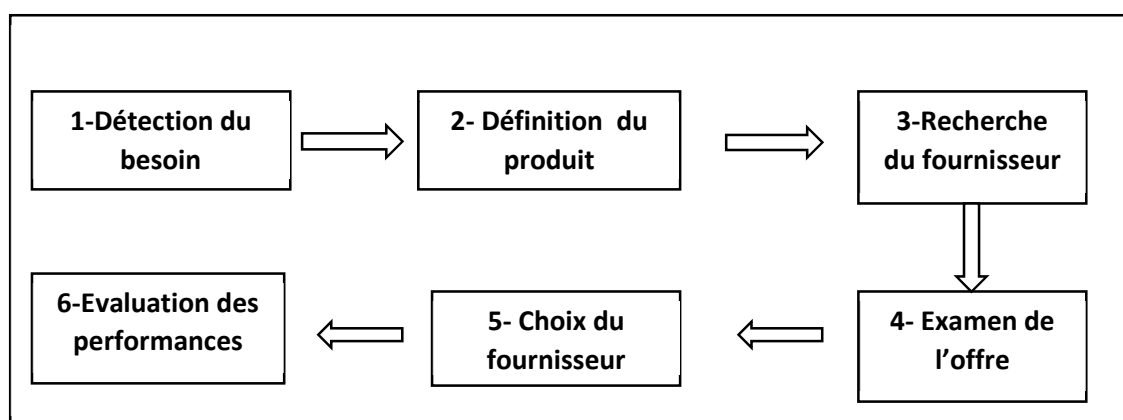 1-Détection du
besoin
2- Définition du
produit
3-Recherche
du fournisseur
4- Examen de
l'offre
5- Choix du
fournisseur
6-Evaluation des
performances